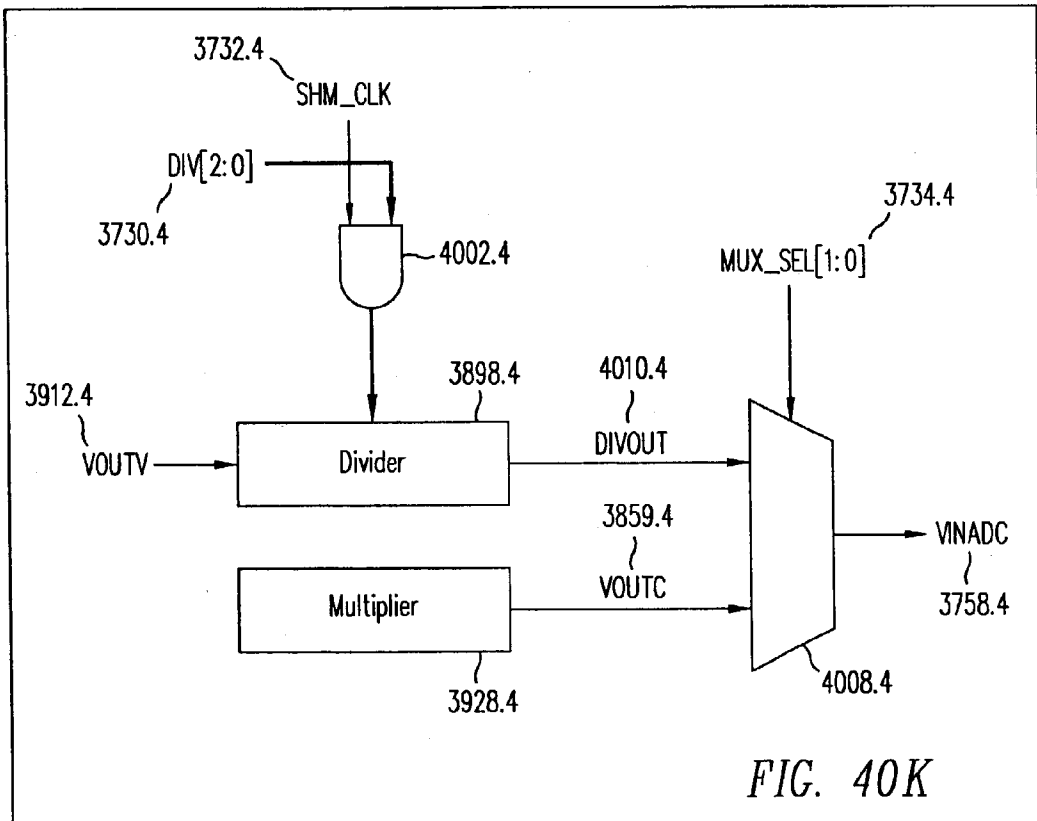 3732.4
SHM_CLK
DIV[2:0]
3730.4
4002.4
3734.4
MUX_SEL[1:0]
3912.4
VOUTV
3898.4
Divider
4010.4
DIVOUT
3859.4
VOUTC
VINADC
3758.4
Multiplier
3928.4
4008.4
FIG. 40K